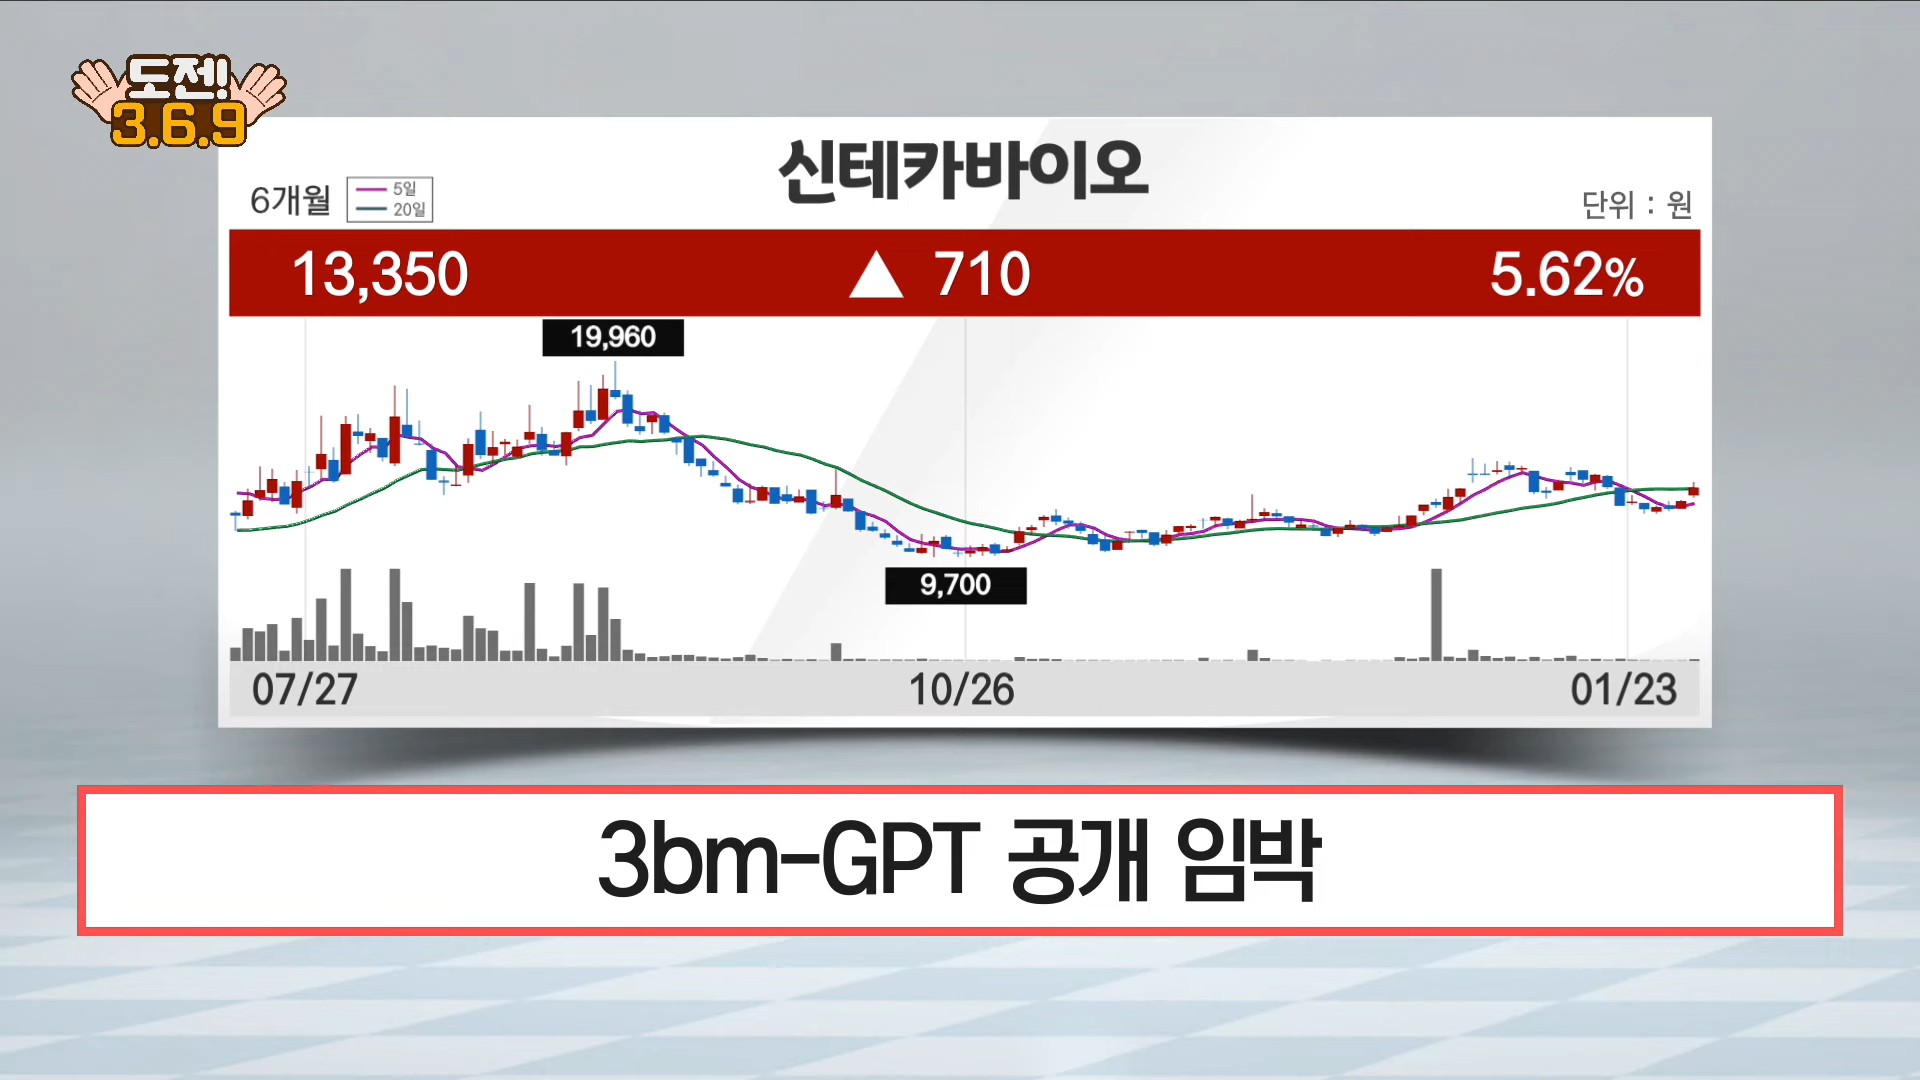 도젠!
3.6.9
신테카바이오
6개월
5일
20일
단위 : 원
13,350
▲ 710
5.62%
19,960
9,700
07/27
10/26
01/23
3bm-GPT 공개 임박